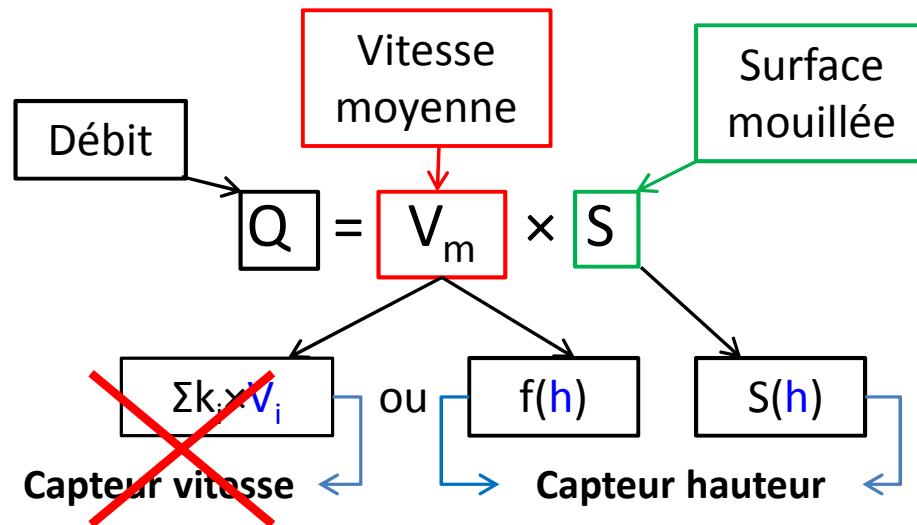 Vitesse
moyenne
Surface
mouillée
Débit
Q = Vm × S
Σki×Vi ou f(h) S(h)
Capteur vitesse Capteur hauteur